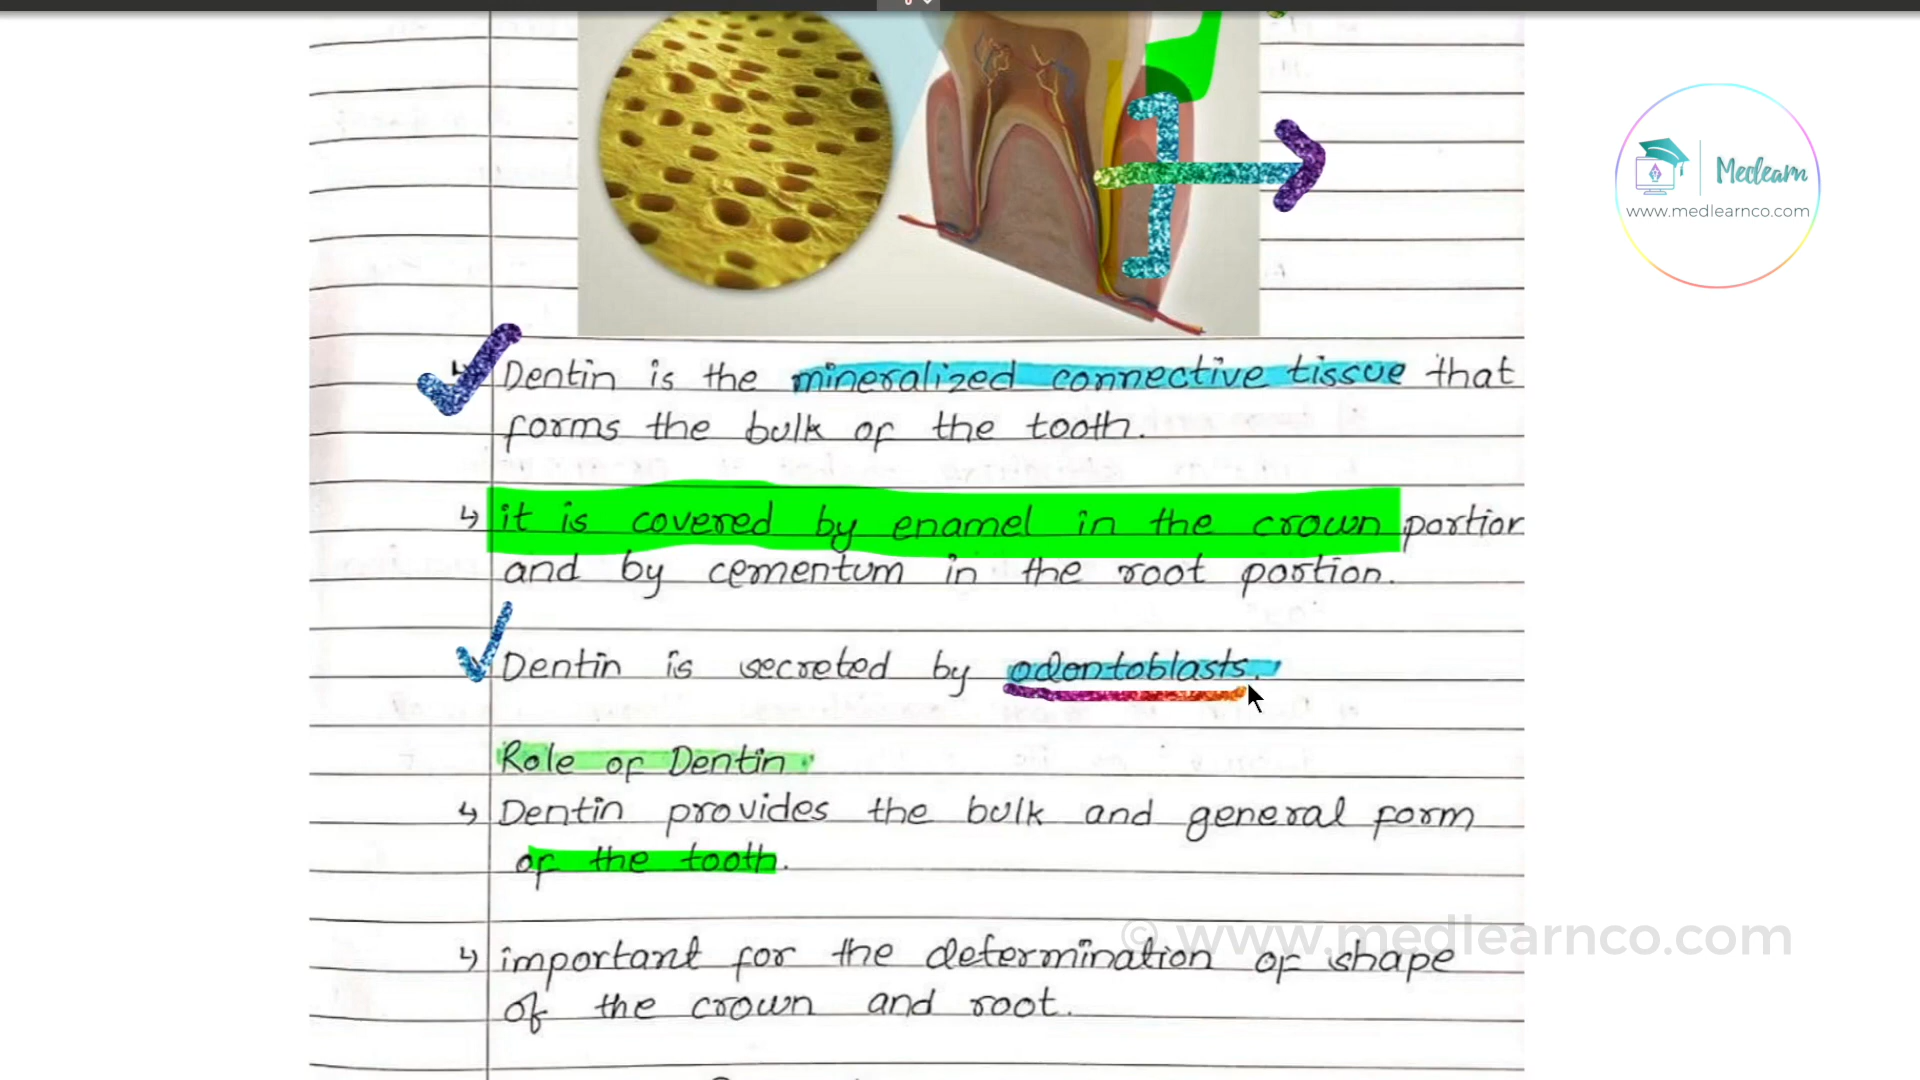 Medlearn
www.medlearnco.com
↳ Dentin is the mineralized connective tissue that
forms the bulk of the tooth.
↳ it is covered by enamel in the crown portion
and by cementum in the root portion.
Dentin is secreted by odontoblasts.
Role of Dentin
↳ Dentin provides the bulk and general form
of the tooth.
© www.medlearnco.com
↳ important for the determination of shape
of the crown and root.